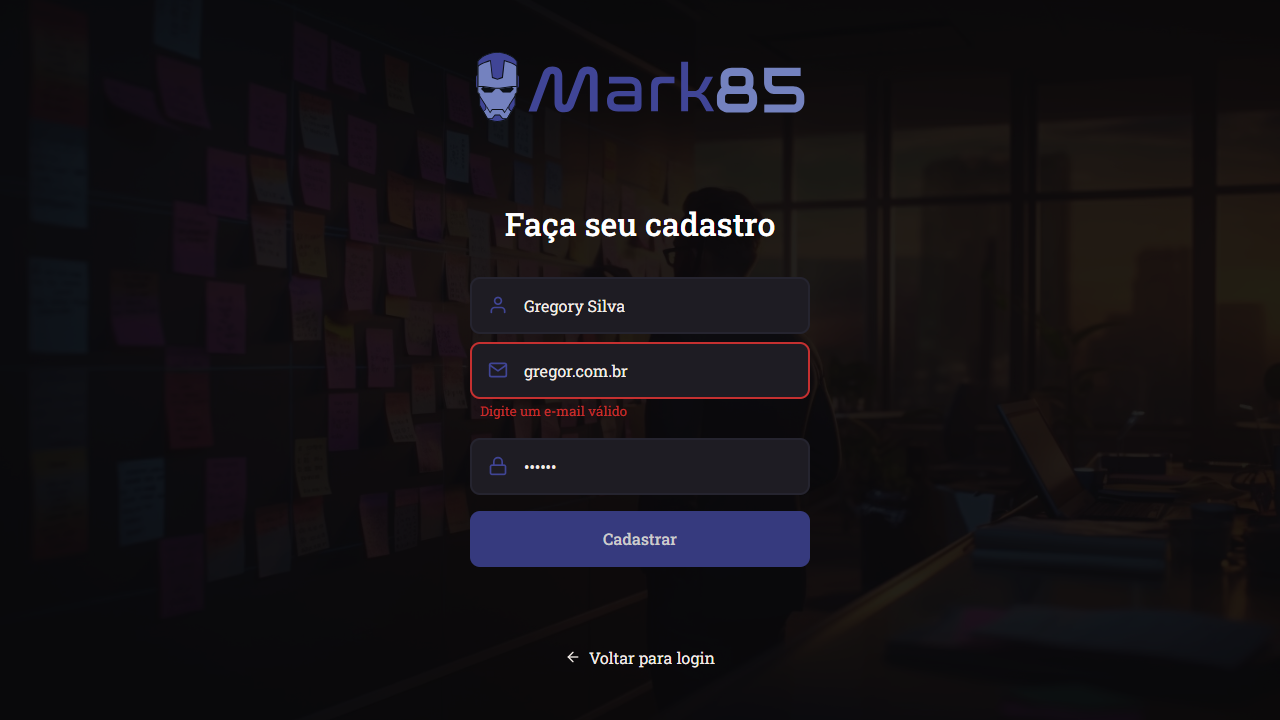 Mark85
Faça seu cadastro
Gregory Silva
gregor.com.br
Digite um e-mail válido
••••••
Cadastrar
Voltar para login